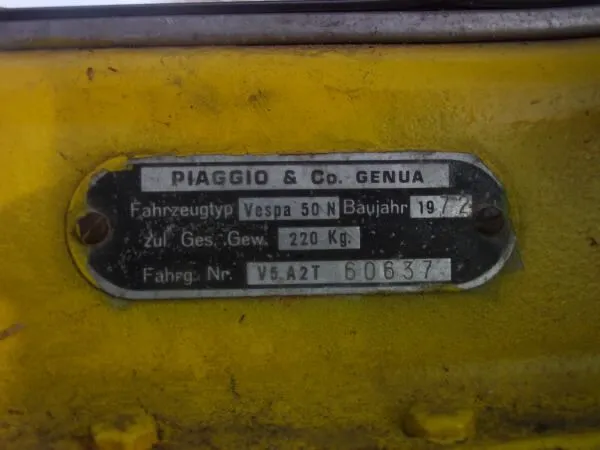 PIAGGIO & Co. GENUA
Fahrzeugtyp Vespa 50 N Baujahr 1972
zul. Ges. Gew. 220 Kg.
Fahrg. Nr. V5 A2T 60637